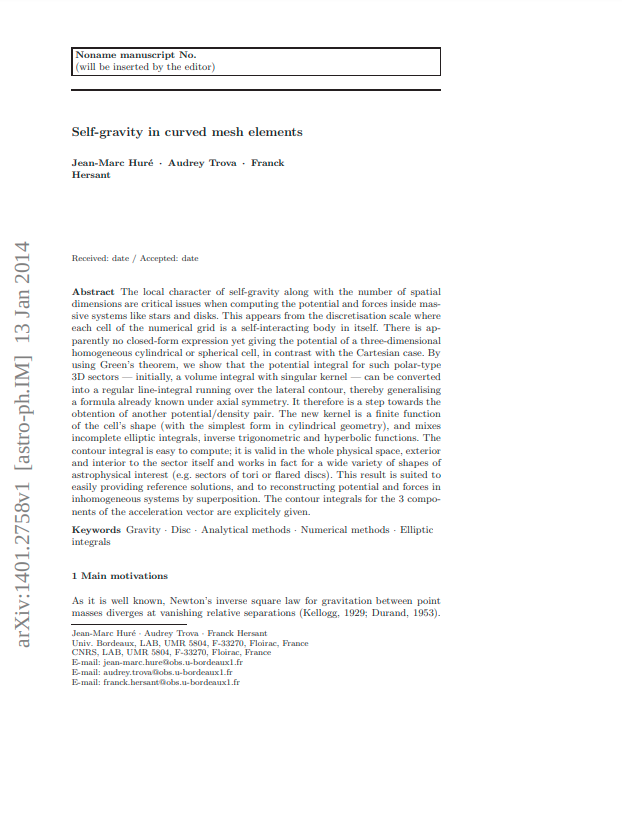 Noname manuscript No.
(will be inserted by the editor)
Self-gravity in curved mesh elements
Jean-Marc Huré · Audrey Trova · Franck
Hersant
Received: date / Accepted: date
Abstract The local character of self-gravity along with the number of spatial
dimensions are critical issues when computing the potential and forces inside mas-
sive systems like stars and disks. This appears from the discretisation scale where
each cell of the numerical grid is a self-interacting body in itself. There is ap-
parently no closed-form expression yet giving the potential of a three-dimensional
homogeneous cylindrical or spherical cell, in contrast with the Cartesian case. By
using Green's theorem, we show that the potential integral for such polar-type
3D sectors — initially, a volume integral with singular kernel — can be converted
into a regular line-integral running over the lateral contour, thereby generalising
a formula already known under axial symmetry. It therefore is a step towards the
obtention of another potential/density pair. The new kernel is a finite function
of the cell's shape (with the simplest form in cylindrical geometry), and mixes
incomplete elliptic integrals, inverse trigonometric and hyperbolic functions. The
contour integral is easy to compute; it is valid in the whole physical space, exterior
and interior to the sector itself and works in fact for a wide variety of shapes of
astrophysical interest (e.g. sectors of tori or flared discs). This result is suited to
easily providing reference solutions, and to reconstructing potential and forces in
inhomogeneous systems by superposition. The contour integrals for the 3 compo-
nents of the acceleration vector are explicitely given.
Keywords Gravity · Disc · Analytical methods · Numerical methods · Elliptic
integrals
1 Main motivations
As it is well known, Newton's inverse square law for gravitation between point
masses diverges at vanishing relative separations (Kellogg, 1929; Durand, 1953).
Jean-Marc Huré · Audrey Trova · Franck Hersant
Univ. Bordeaux, LAB, UMR 5804, F-33270, Floirac, France
CNRS, LAB, UMR 5804, F-33270, Floirac, France
E-mail: jean-marc.hure@obs.u-bordeaux1.fr
E-mail: audrey.trova@obs.u-bordeaux1.fr
E-mail: franck.hersant@obs.u-bordeaux1.fr
arXiv:1401.2758v1 [astro-ph.IM] 13 Jan 2014